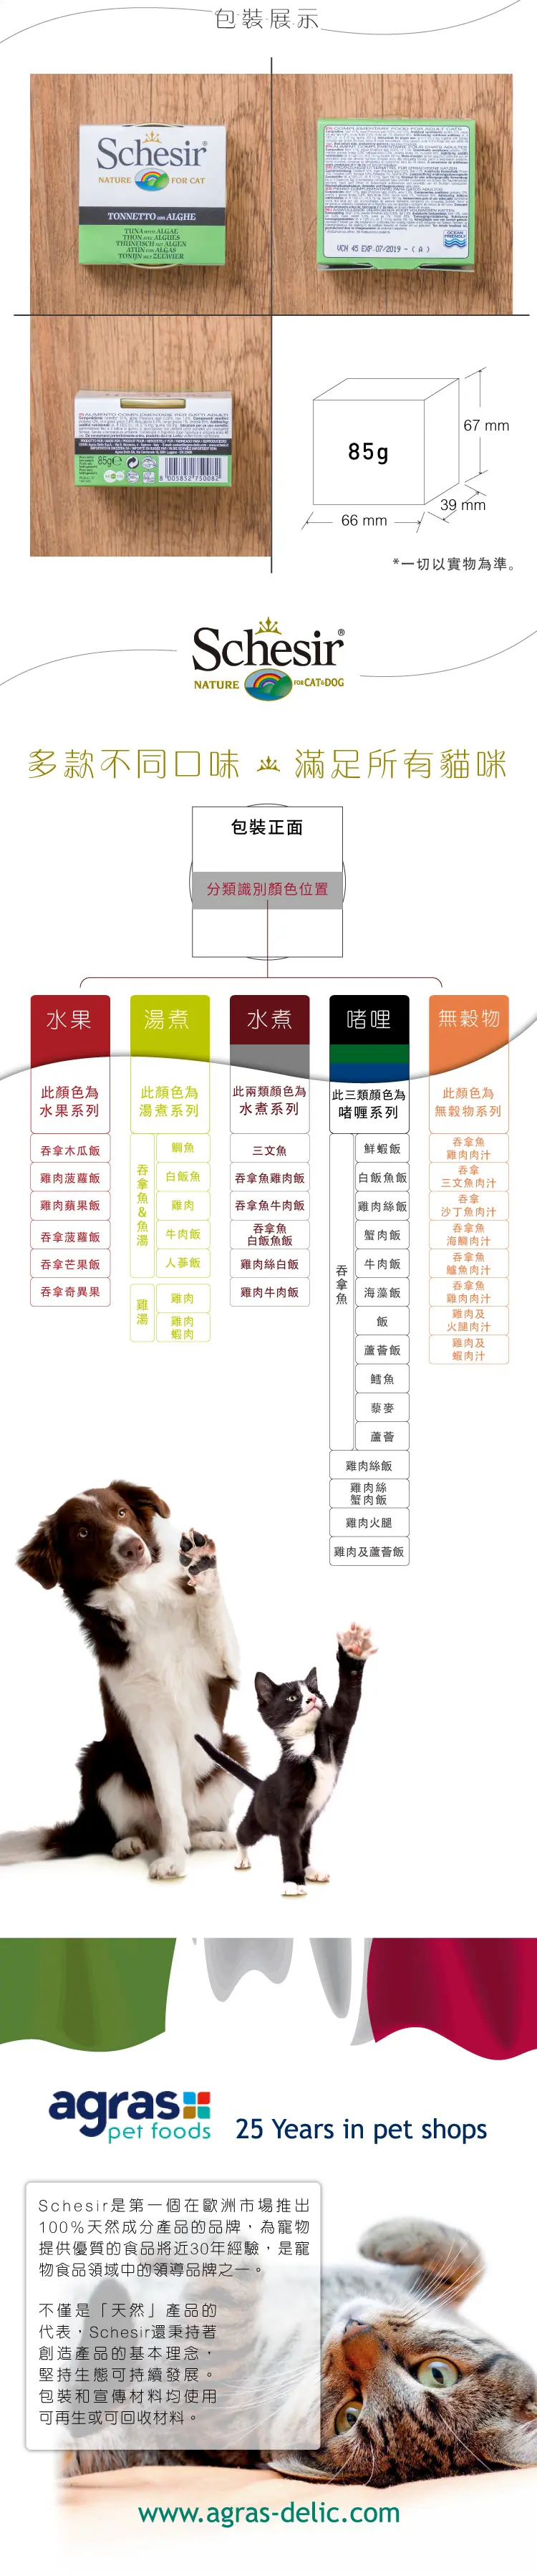 包裝展示
Schesir®
NATURE FOR CAT
TONNETTO con ALGHE
TUNA WITH ALGAE
THON AVEC ALGUES
THUNFISCH MIT ALGEN
ATÚN CON ALGAS
TONIJN MET ZEEWIER
COMPLEMENTARY FOOD FOR ADULT CATS
OCEAN FRIENDLY
VCN 45 EXP.07/2019 - ( A )
ALIMENTO COMPLEMENTARE PER GATTI ADULTI
85g
8 005852 750082
85g
67 mm
39 mm
66 mm
*一切以實物為準。
Schesir®
NATURE FOR CAT&DOG
多款不同口味 滿足所有貓咪
包裝正面
分類識別顏色位置
水果
此顏色為
水果系列
吞拿木瓜飯
雞肉菠蘿飯
雞肉蘋果飯
吞拿菠蘿飯
吞拿芒果飯
吞拿奇異果
湯煮
此顏色為
湯煮系列
吞拿魚&魚湯
鯛魚
白飯魚
雞肉
牛肉飯
人蔘飯
雞湯
雞肉
雞肉
蝦肉
水煮
此兩類顏色為
水煮系列
三文魚
吞拿魚雞肉飯
吞拿魚牛肉飯
吞拿魚
白飯魚飯
雞肉絲白飯
雞肉牛肉飯
啫哩
此三類顏色為
啫喱系列
吞拿魚
鮮蝦飯
白飯魚飯
雞肉絲飯
蟹肉飯
牛肉飯
海藻飯
飯
蘆薈飯
鱈魚
藜麥
蘆薈
雞肉絲飯
雞肉絲
蟹肉飯
雞肉火腿
雞肉及蘆薈飯
無穀物
此顏色為
無穀物系列
吞拿魚
雞肉肉汁
吞拿
三文魚肉汁
吞拿
沙丁魚肉汁
吞拿魚
海鯛肉汁
吞拿魚
鱸魚肉汁
吞拿魚
雞肉肉汁
雞肉及
火腿肉汁
雞肉及
蝦肉汁
agras
pet foods
25 Years in pet shops
Schesir是第一個在歐洲市場推出
100%天然成分產品的品牌，為寵物
提供優質的食品將近30年經驗，是寵
物食品領域中的領導品牌之一。
不僅是「天然」產品的
代表，Schesir還秉持著
創造產品的基本理念，
堅持生態可持續發展。
包裝和宣傳材料均使用
可再生或可回收材料。
www.agras-delic.com